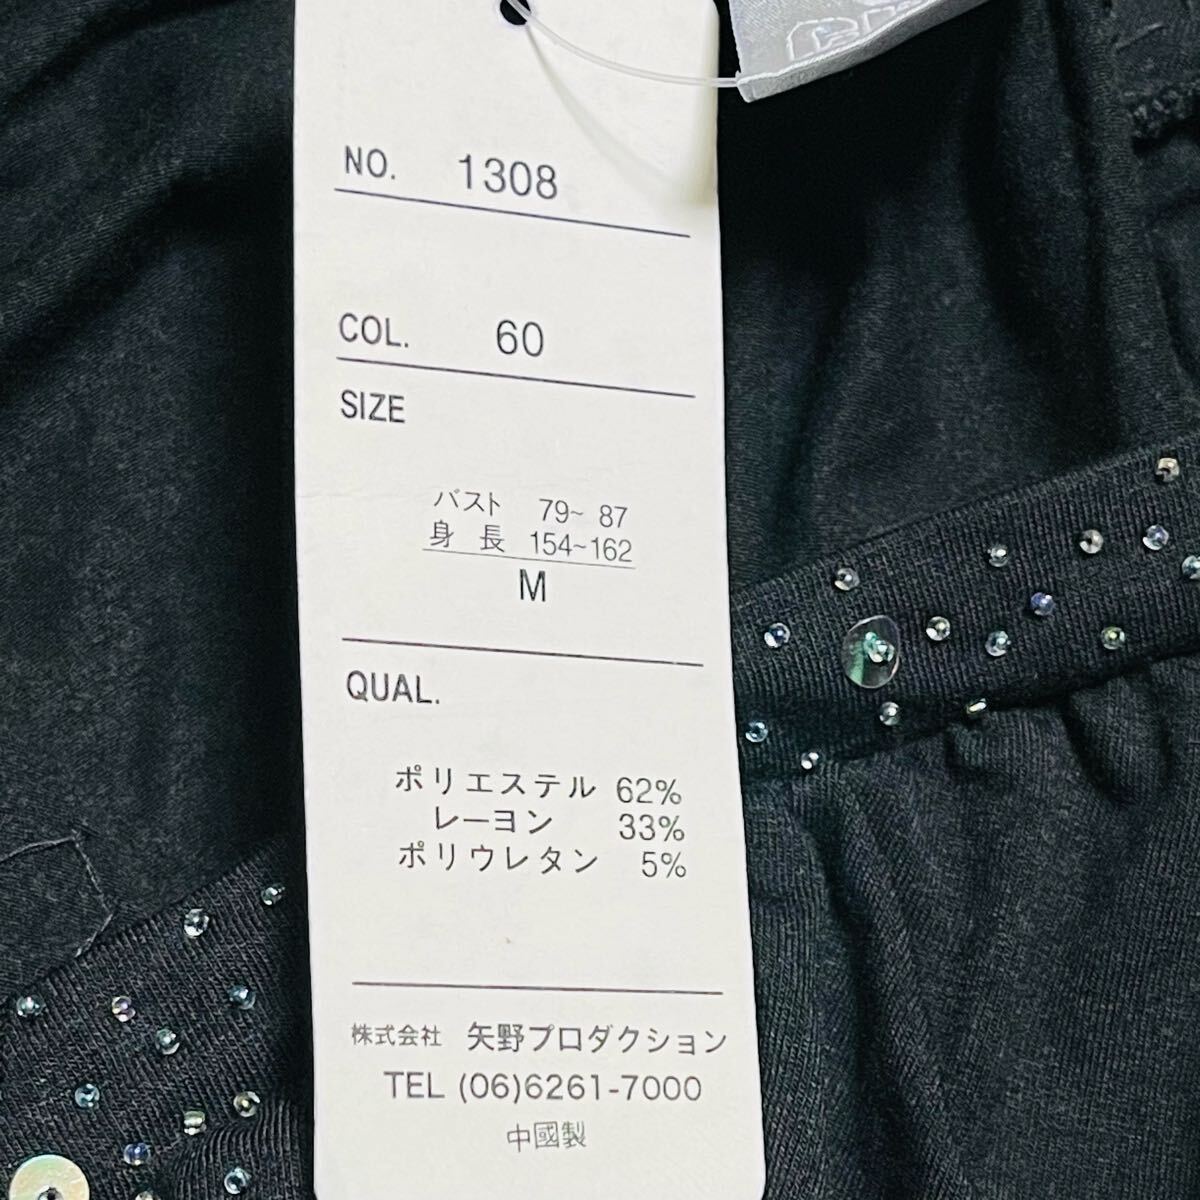 NO. 1308
COL. 60
SIZE
バスト 79~ 87
身 長 154~162
M
QUAL.
ポリエステル 62%
レーヨン 33%
ポリウレタン 5%
株式会社 矢野プロダクション
TEL (06)6261-7000
中國製